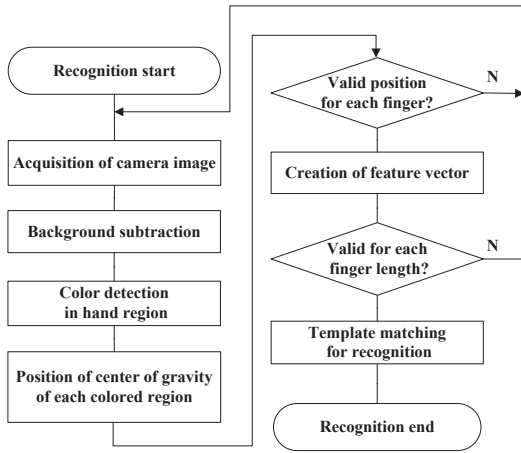 Recognition start
Acquisition of camera image
Background subtraction
Color detection
in hand region
Position of center of gravity
of each colored region
Valid position
for each finger?
N
Creation of feature vector
Valid for each
finger length?
N
Template matching
for recognition
Recognition end